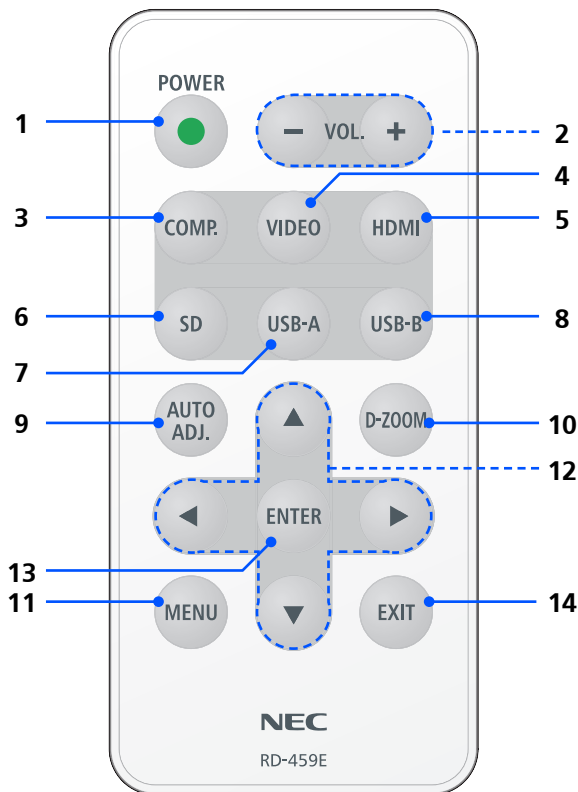 POWER
1
− VOL. +
2
4
3
COMP.
VIDEO
HDMI
5
6
SD
USB-A
USB-B
8
7
AUTO
ADJ.
D-ZOOM
9
10
12
ENTER
13
11
MENU
EXIT
14
NEC
RD-459E